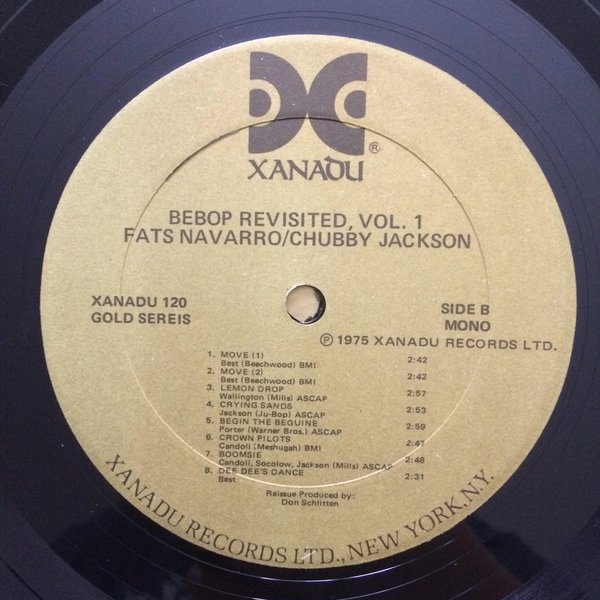 XANADU ®
BEBOP REVISITED, VOL. 1
FATS NAVARRO/CHUBBY JACKSON
XANADU 120
GOLD SEREIS
SIDE B
MONO
Ⓟ 1975 XANADU RECORDS LTD.
1. MOVE (1) 2:42
Best (Beechwood) BMI
2. MOVE (2) 2:42
Best (Beechwood) BMI
3. LEMON DROP 2:57
Wallington (Mills) ASCAP
4. CRYING SANDS 2:53
Jackson (Ju-Bop) ASCAP
5. BEGIN THE BEGUINE 2:59
Porter (Warner Bros.) ASCAP
6. CROWN PILOTS 2:47
Candoli (Meshugah) BMI
7. BOOMSIE 2:48
Candoli, Socolow, Jackson (Mills) ASCAP
8. DEE DEE'S DANCE 2:31
Best
Reissue Produced by:
Don Schlitten
XANADU RECORDS LTD., NEW YORK, N.Y.